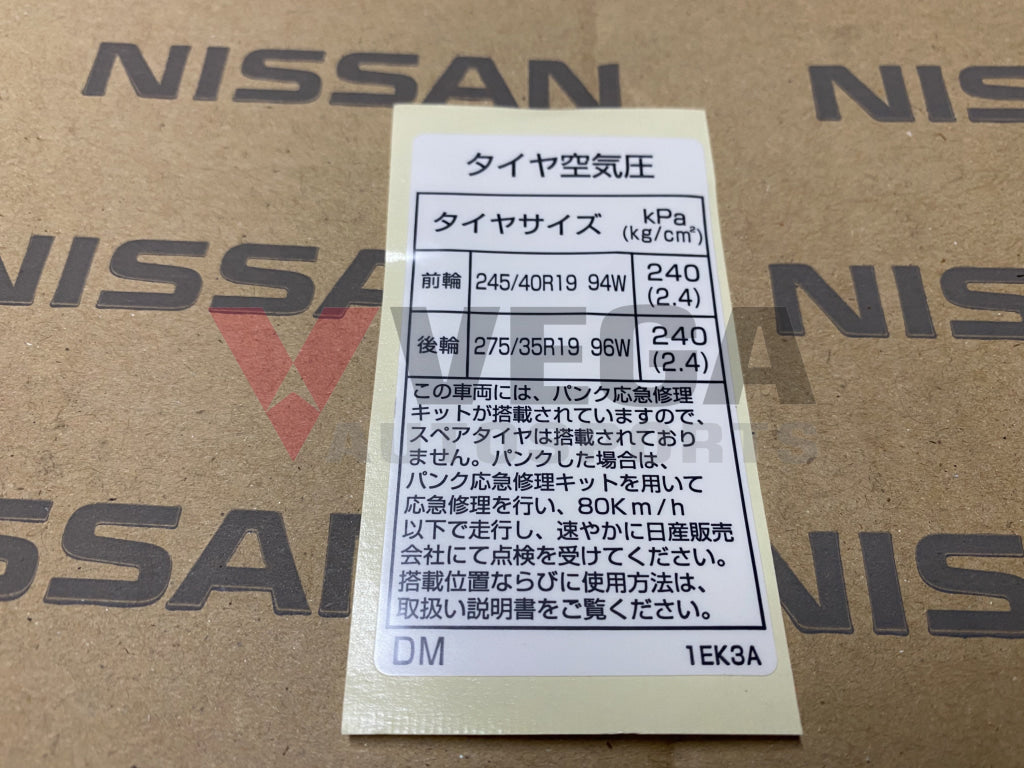 NISSAN
NIS
タイヤ空気圧
タイヤサイズ kPa (kg/cm²)
前輪 245/40R19 94W 240 (2.4)
後輪 275/35R19 96W 240 (2.4)
この車両には、パンク応急修理
キットが搭載されていますので、
スペアタイヤは搭載されており
ません。パンクした場合は、
パンク応急修理キットを用いて
応急修理を行い、80Km/h
以下で走行し、速やかに日産販売
会社にて点検を受けてください。
搭載位置ならびに使用方法は、
取扱い説明書をご覧ください。
DM 1EK3A
NISS
NISSAN
SSAN
NISSAN
VEGA
AUTOSPORTS